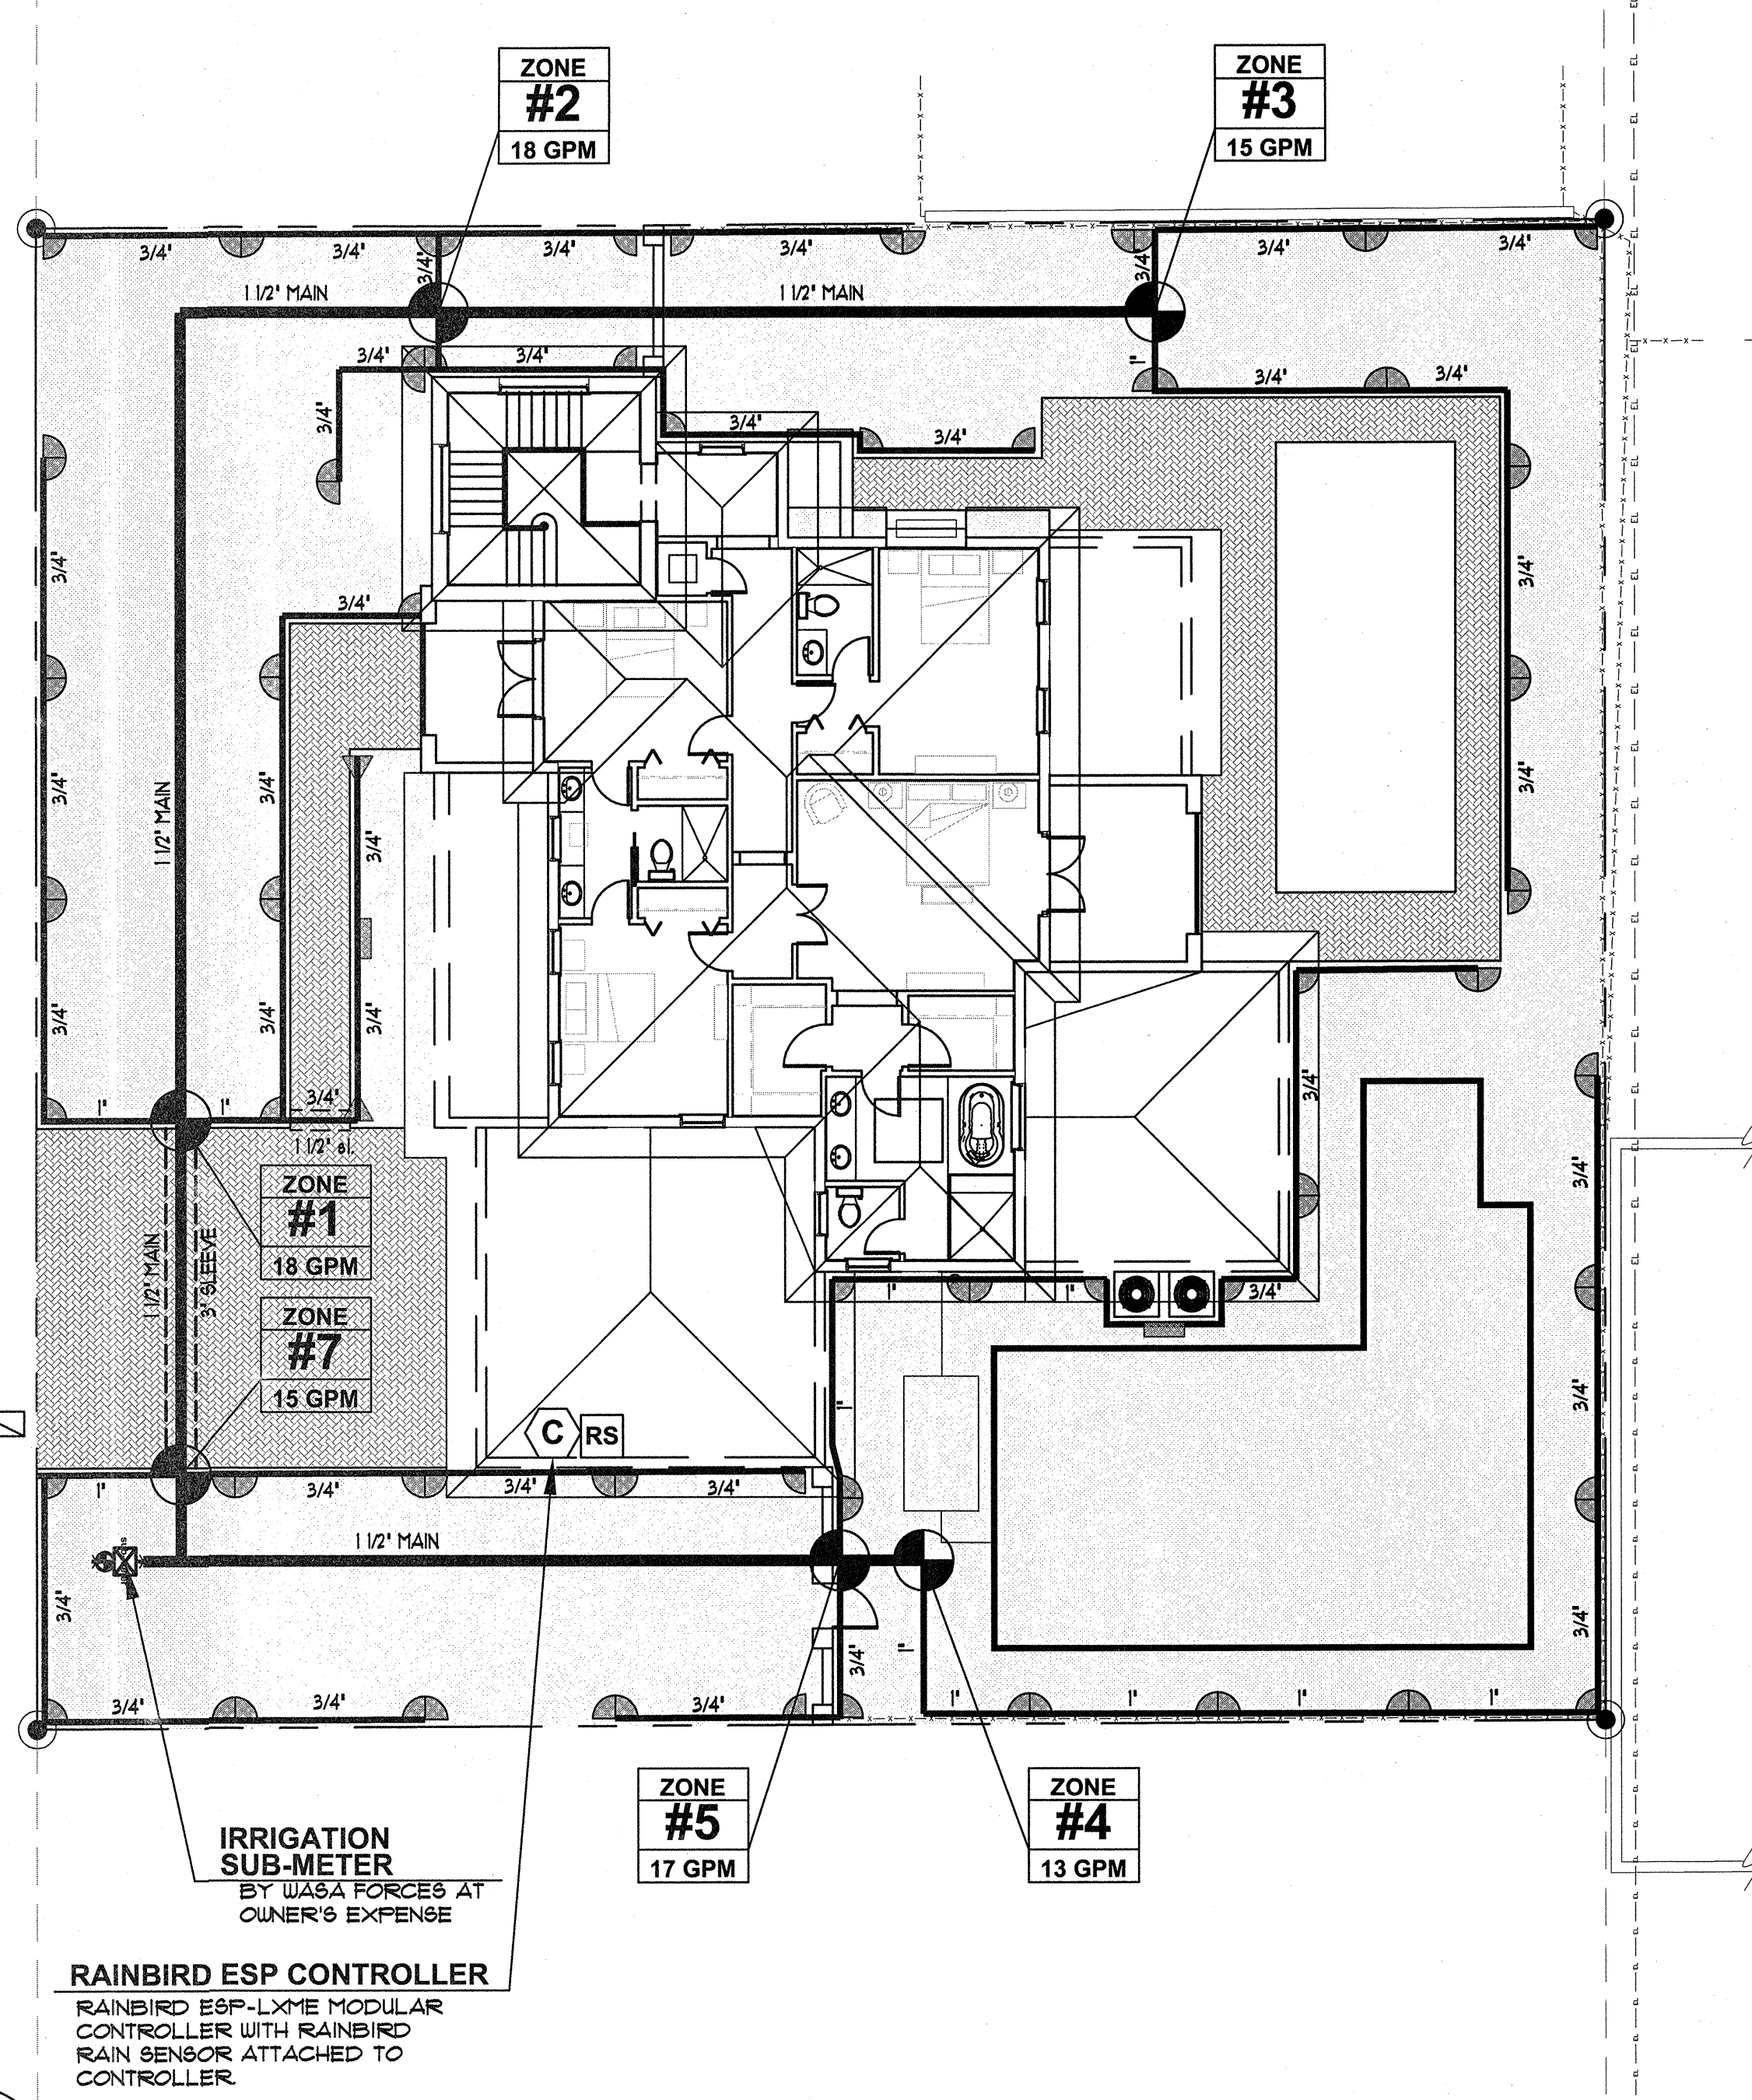 ZONE
#2
18 GPM
ZONE
#3
15 GPM
3/4"
3/4"
3/4"
3/4"
3/4"
3/4"
3/4"
3/4"
1 1/2" MAIN
1 1/2" MAIN
3/4"
3/4"
1"
3/4"
3/4"
3/4"
3/4"
3/4"
3/4"
3/4"
3/4"
3/4"
3/4"
3/4"
1 1/2" MAIN
3/4"
3/4"
3/4"
3/4"
3/4"
1"
1"
3/4"
1 1/2" sl.
ZONE
#1
18 GPM
1 1/2" MAIN
3" SLEEVE
ZONE
#7
15 GPM
3/4"
3/4"
1"
1"
3/4"
3/4"
1"
C
RS
1"
3/4"
3/4"
3/4"
1 1/2" MAIN
3/4"
3/4"
1"
3/4"
3/4"
3/4"
3/4"
1"
1"
1"
1"
ZONE
#5
17 GPM
ZONE
#4
13 GPM
IRRIGATION
SUB-METER
BY WASA FORCES AT
OWNER'S EXPENSE
RAINBIRD ESP CONTROLLER
RAINBIRD ESP-LXME MODULAR
CONTROLLER WITH RAINBIRD
RAIN SENSOR ATTACHED TO
CONTROLLER.